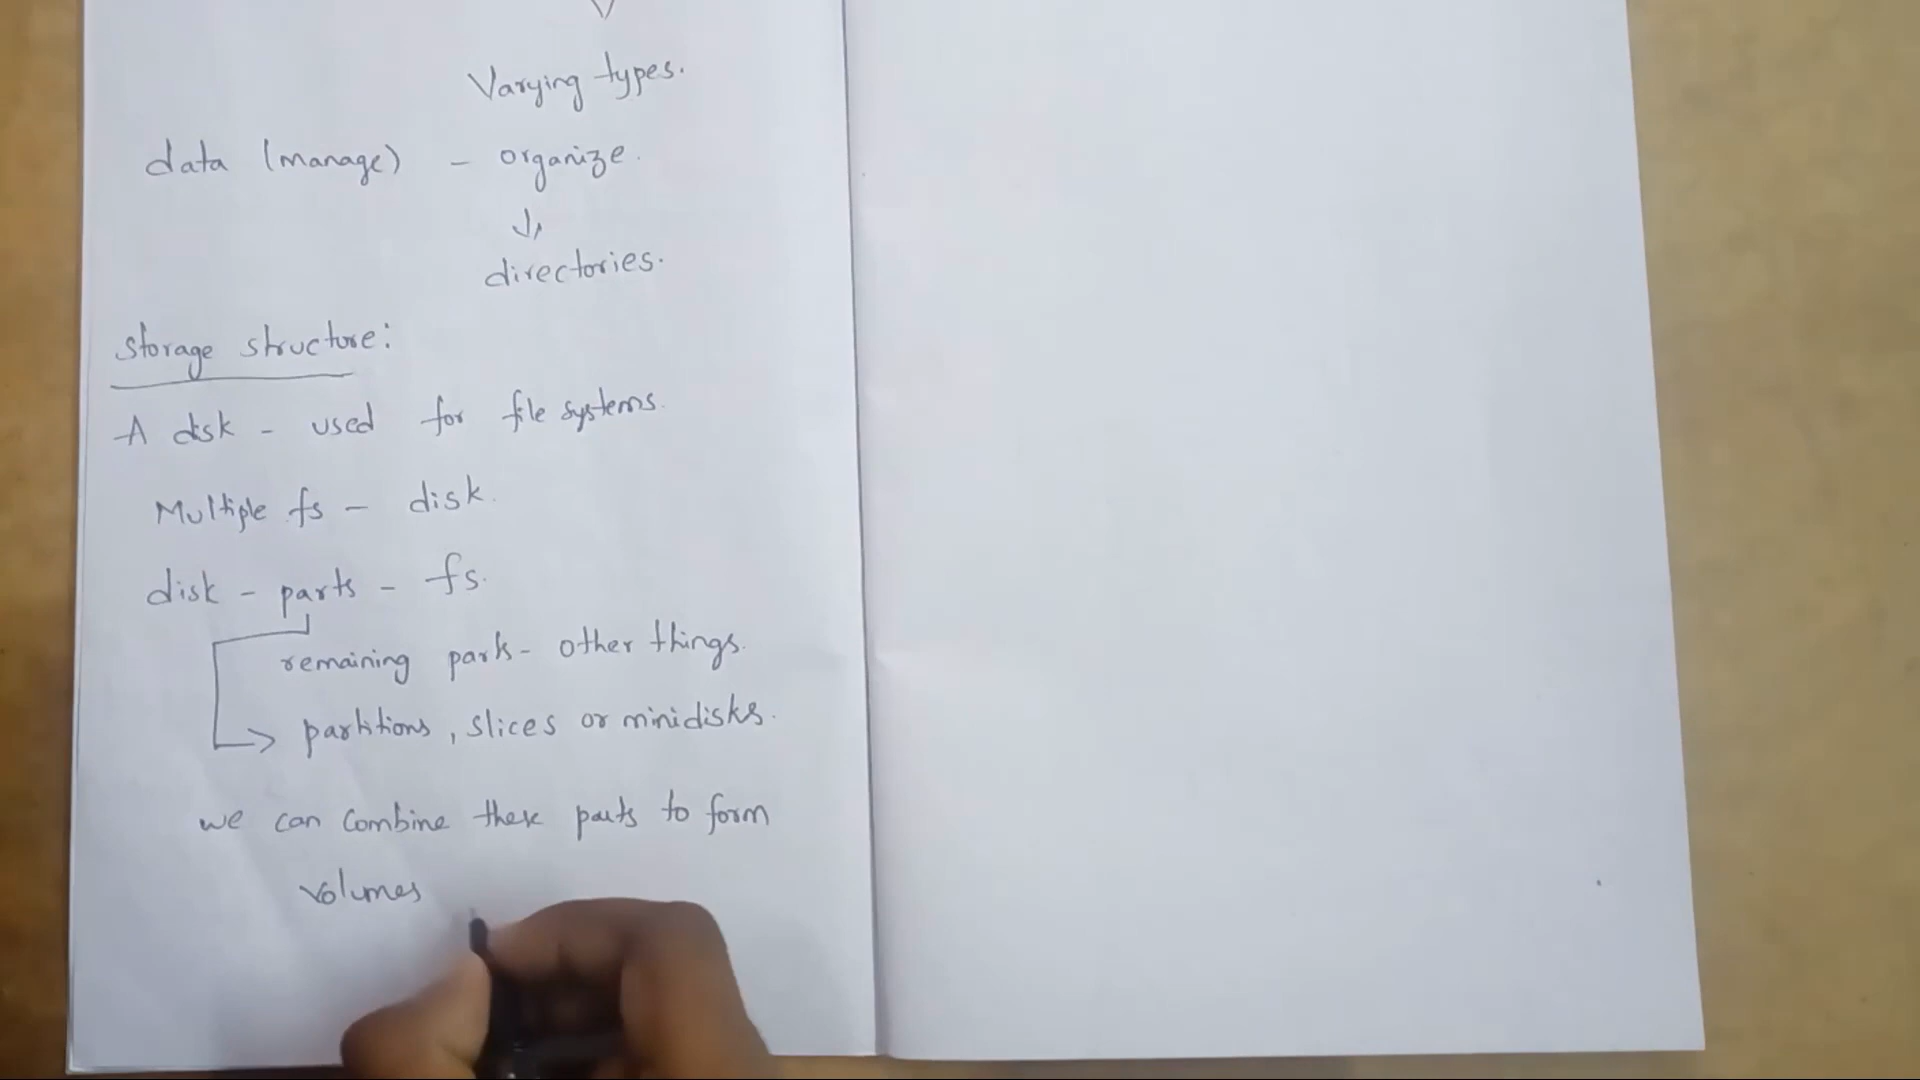 Varying types.
data (manage) - organize.
directories.
Storage structure:
A disk - used for file systems.
Multiple fs - disk.
disk - parts - fs.
remaining parts - other things.
partitions, slices or minidisks.
we can combine these parts to form
volumes